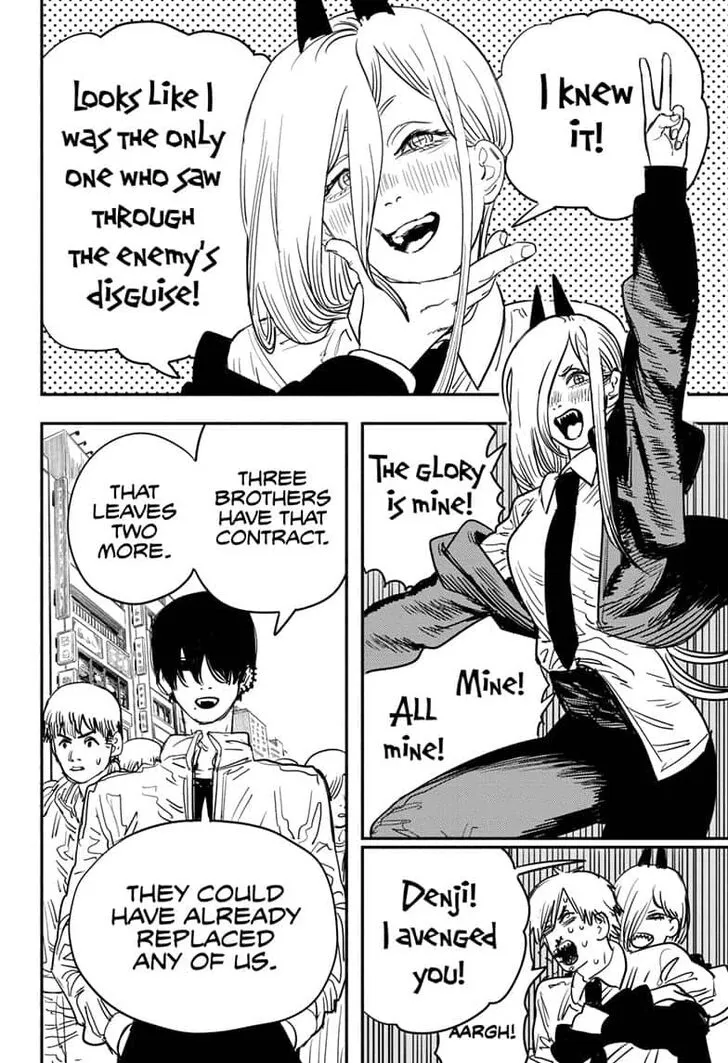 I KNEW
IT!
LOOKS LIKE I
WAS THE ONLY
ONE WHO SAW
THROUGH
THE ENEMY'S
DISGUISE!
THE GLORY
IS MINE!
MINE!
ALL
MINE!
DENJI!
I AVENGED
YOU!
AARGH!
THREE
BROTHERS
HAVE THAT
CONTRACT.
THAT
LEAVES
TWO
MORE.
THEY COULD
HAVE ALREADY
REPLACED
ANY OF US.